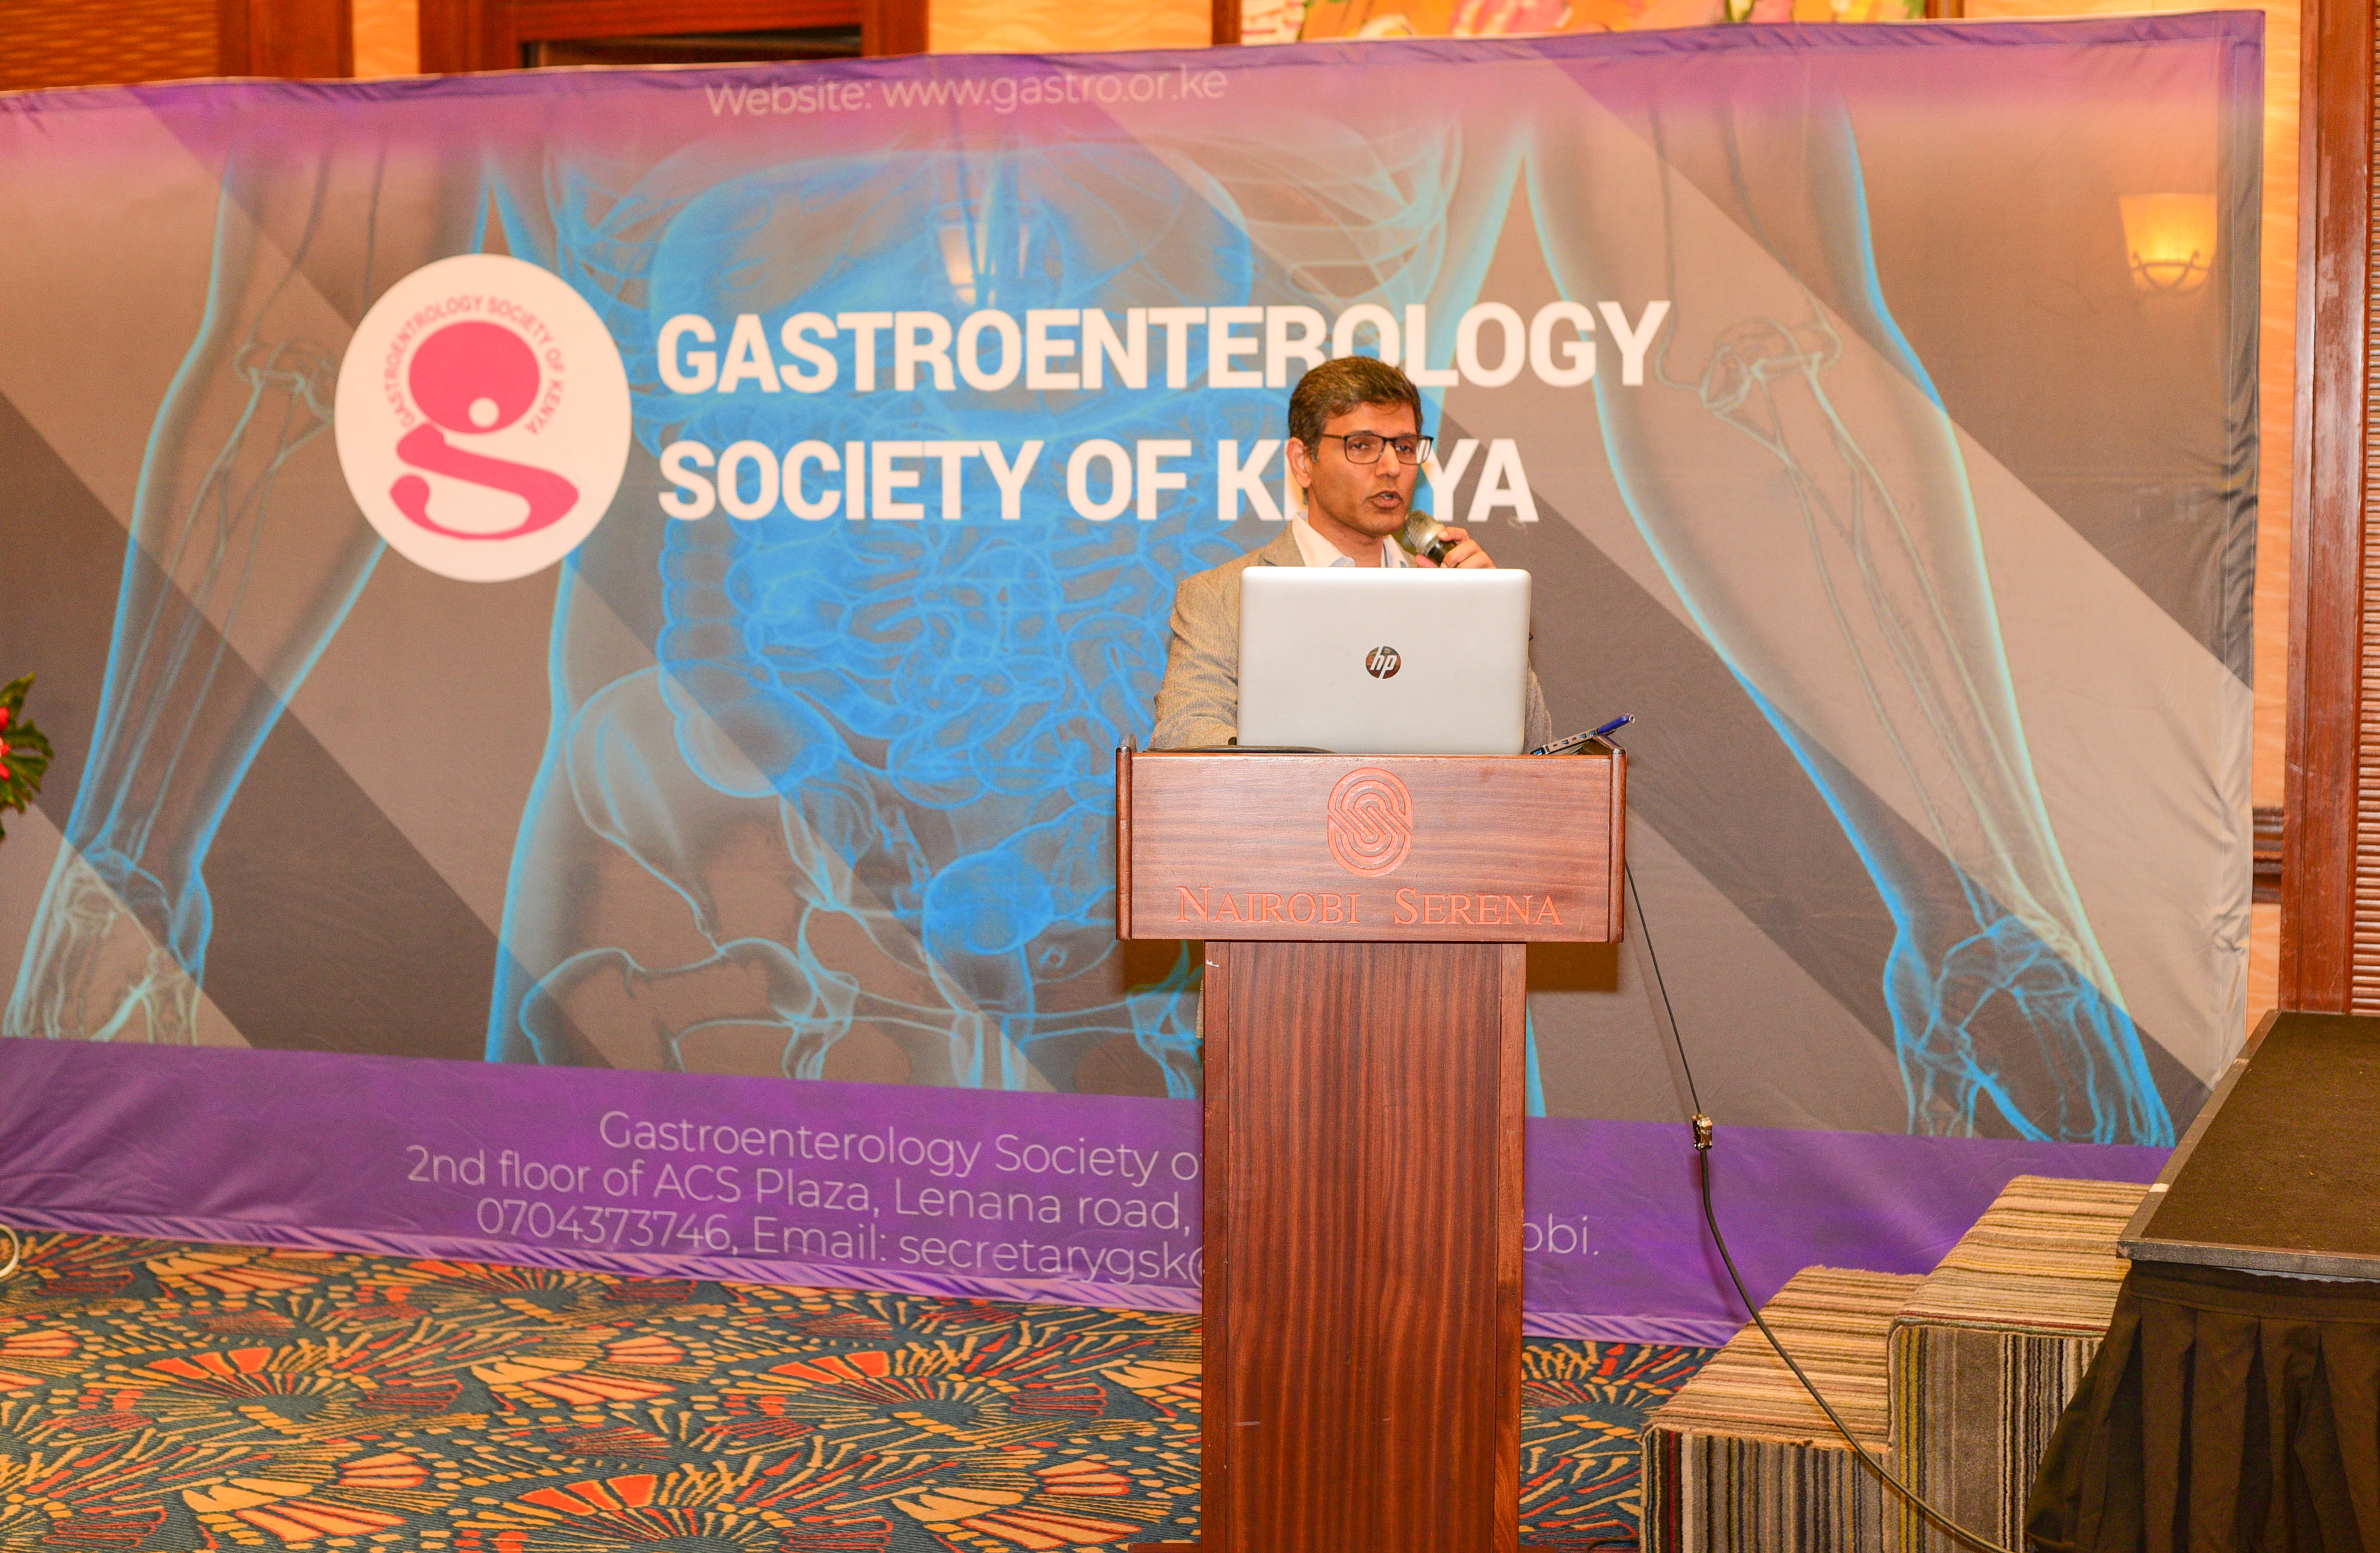 Website: www.gastro.or.ke
GASTROENTROLOGY SOCIETY OF KENYA
GASTROENTEROLOGY
SOCIETY OF K YA
hp
NAIROBI SERENA
Gastroenterology Society o
2nd floor of ACS Plaza, Lenana road, obi.
0704373746, Email: secretarygsk@